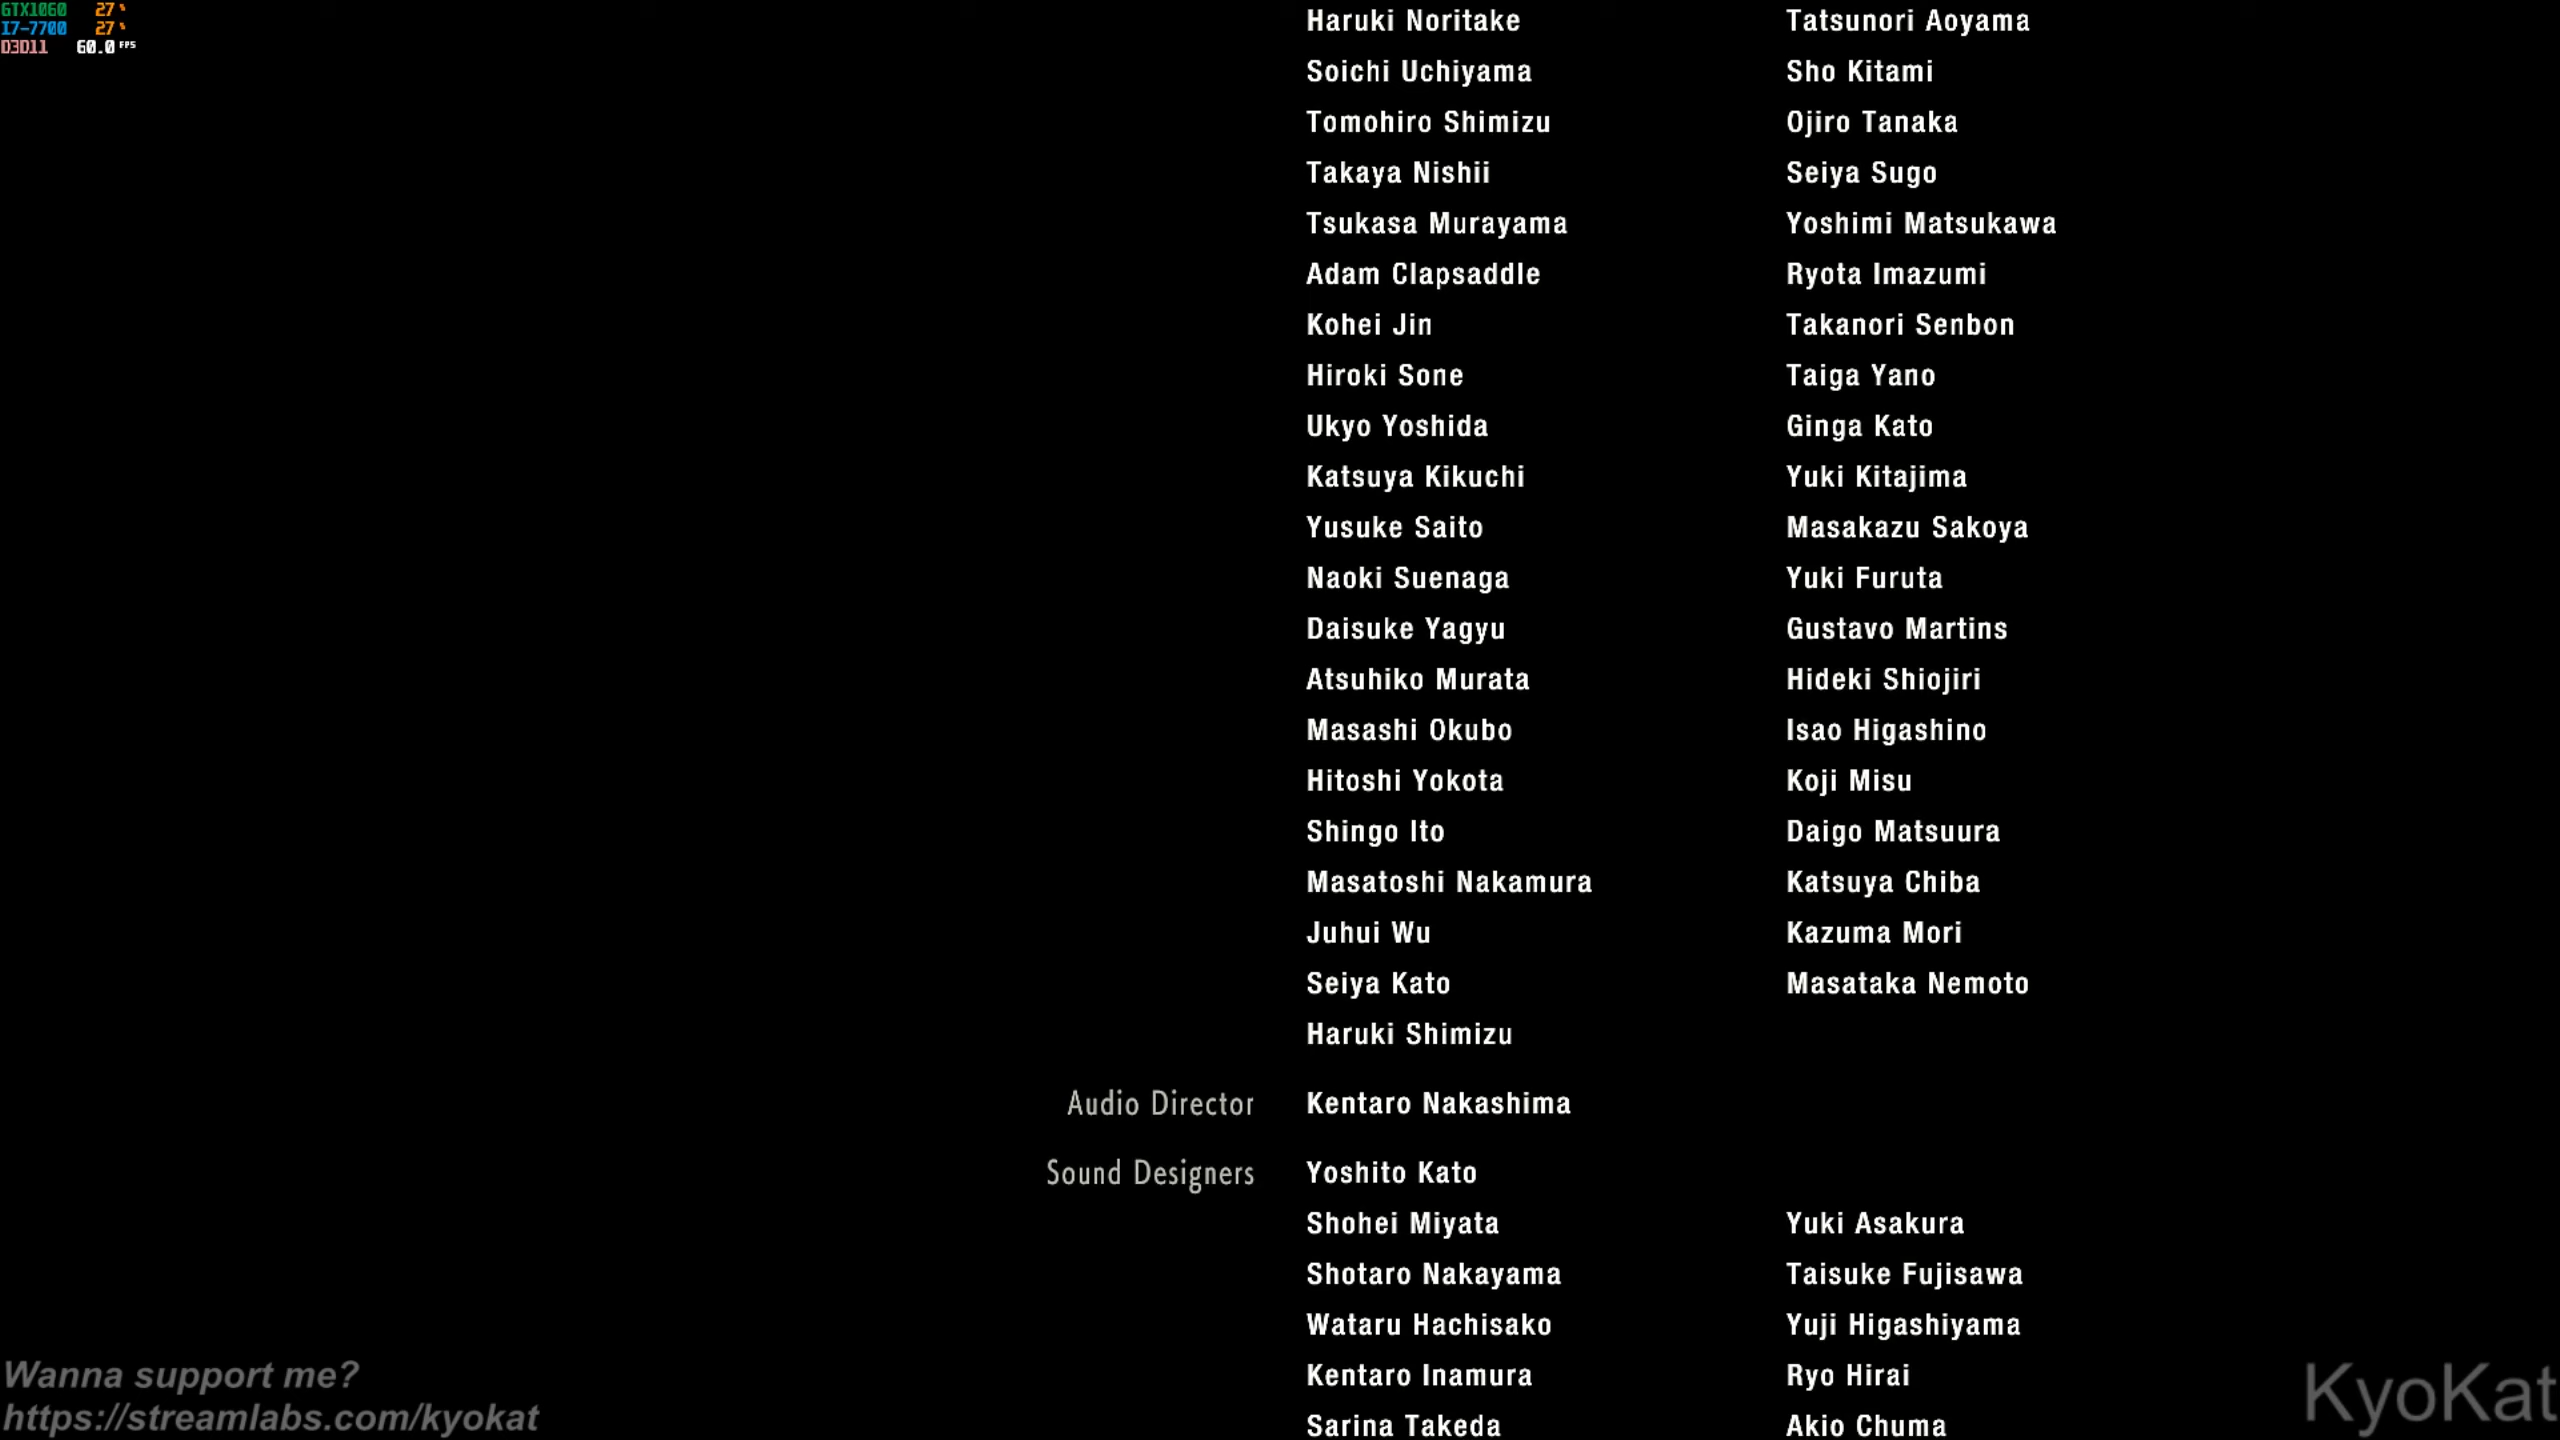 GTX1060 27 %
I7-7700 27 %
D3D11 60.0 FPS
Haruki Noritake Tatsunori Aoyama
Soichi Uchiyama Sho Kitami
Tomohiro Shimizu Ojiro Tanaka
Takaya Nishii Seiya Sugo
Tsukasa Murayama Yoshimi Matsukawa
Adam Clapsaddle Ryota Imazumi
Kohei Jin Takanori Senbon
Hiroki Sone Taiga Yano
Ukyo Yoshida Ginga Kato
Katsuya Kikuchi Yuki Kitajima
Yusuke Saito Masakazu Sakoya
Naoki Suenaga Yuki Furuta
Daisuke Yagyu Gustavo Martins
Atsuhiko Murata Hideki Shiojiri
Masashi Okubo Isao Higashino
Hitoshi Yokota Koji Misu
Shingo Ito Daigo Matsuura
Masatoshi Nakamura Katsuya Chiba
Juhui Wu Kazuma Mori
Seiya Kato Masataka Nemoto
Haruki Shimizu
Audio Director Kentaro Nakashima
Sound Designers Yoshito Kato
Shohei Miyata Yuki Asakura
Shotaro Nakayama Taisuke Fujisawa
Wataru Hachisako Yuji Higashiyama
Kentaro Inamura Ryo Hirai
Sarina Takeda Akio Chuma
Wanna support me?
https://streamlabs.com/kyokat
KyoKat